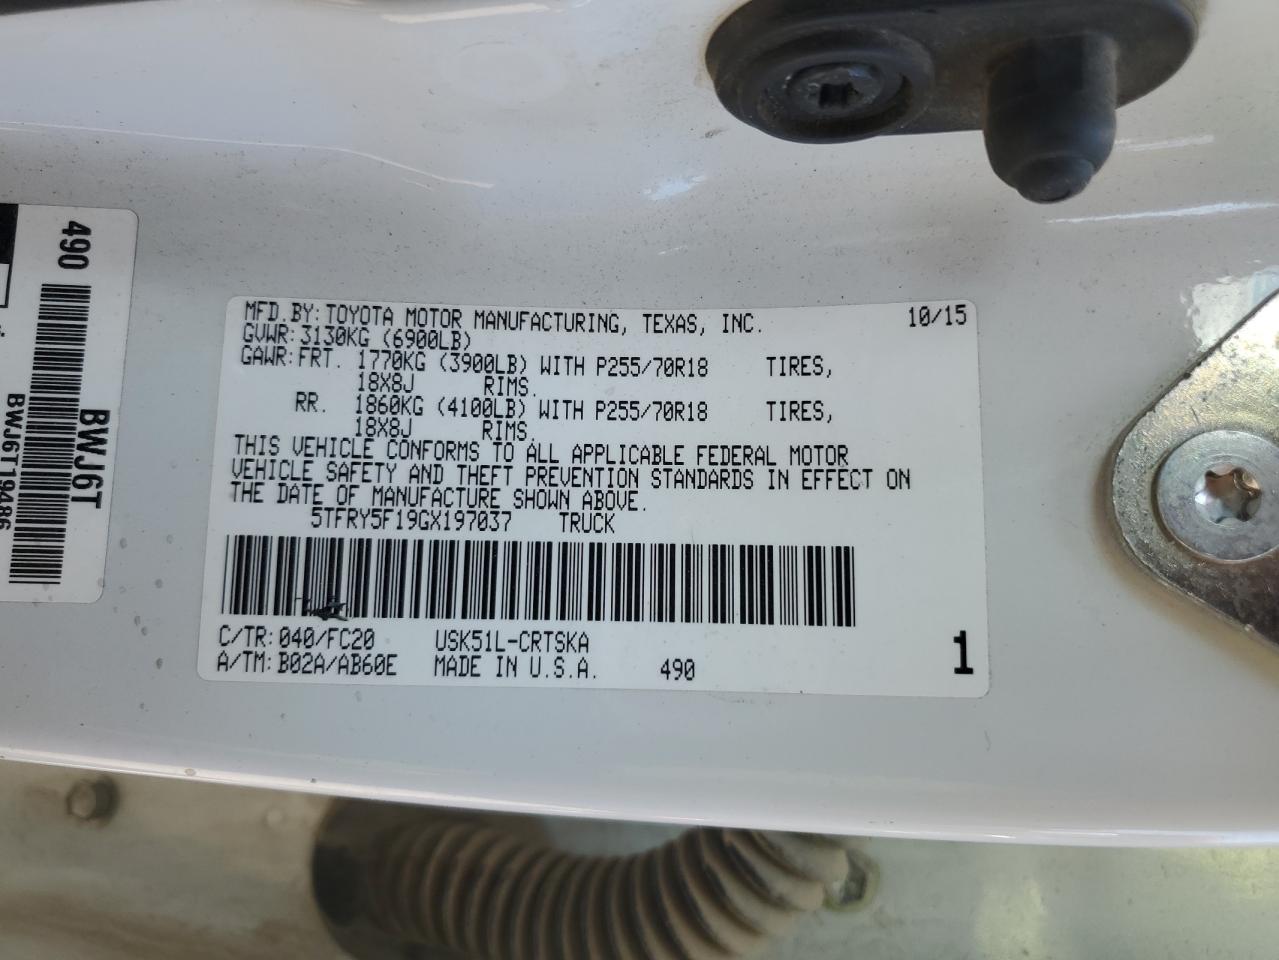 MFD. BY: TOYOTA MOTOR MANUFACTURING, TEXAS, INC. 10/15
GVWR: 3130KG (6900LB)
GAWR: FRT. 1770KG (3900LB) WITH P255/70R18 TIRES,
18X8J RIMS.
RR. 1860KG (4100LB) WITH P255/70R18 TIRES,
18X8J RIMS.
THIS VEHICLE CONFORMS TO ALL APPLICABLE FEDERAL MOTOR
VEHICLE SAFETY AND THEFT PREVENTION STANDARDS IN EFFECT ON
THE DATE OF MANUFACTURE SHOWN ABOVE.
5TFRY5F19GX197037 TRUCK
C/TR: 040/FC20 USK51L-CRTSKA
A/TM: B02A/AB60E MADE IN U.S.A. 490 1
490
BWJ6T
BWJ6T19486